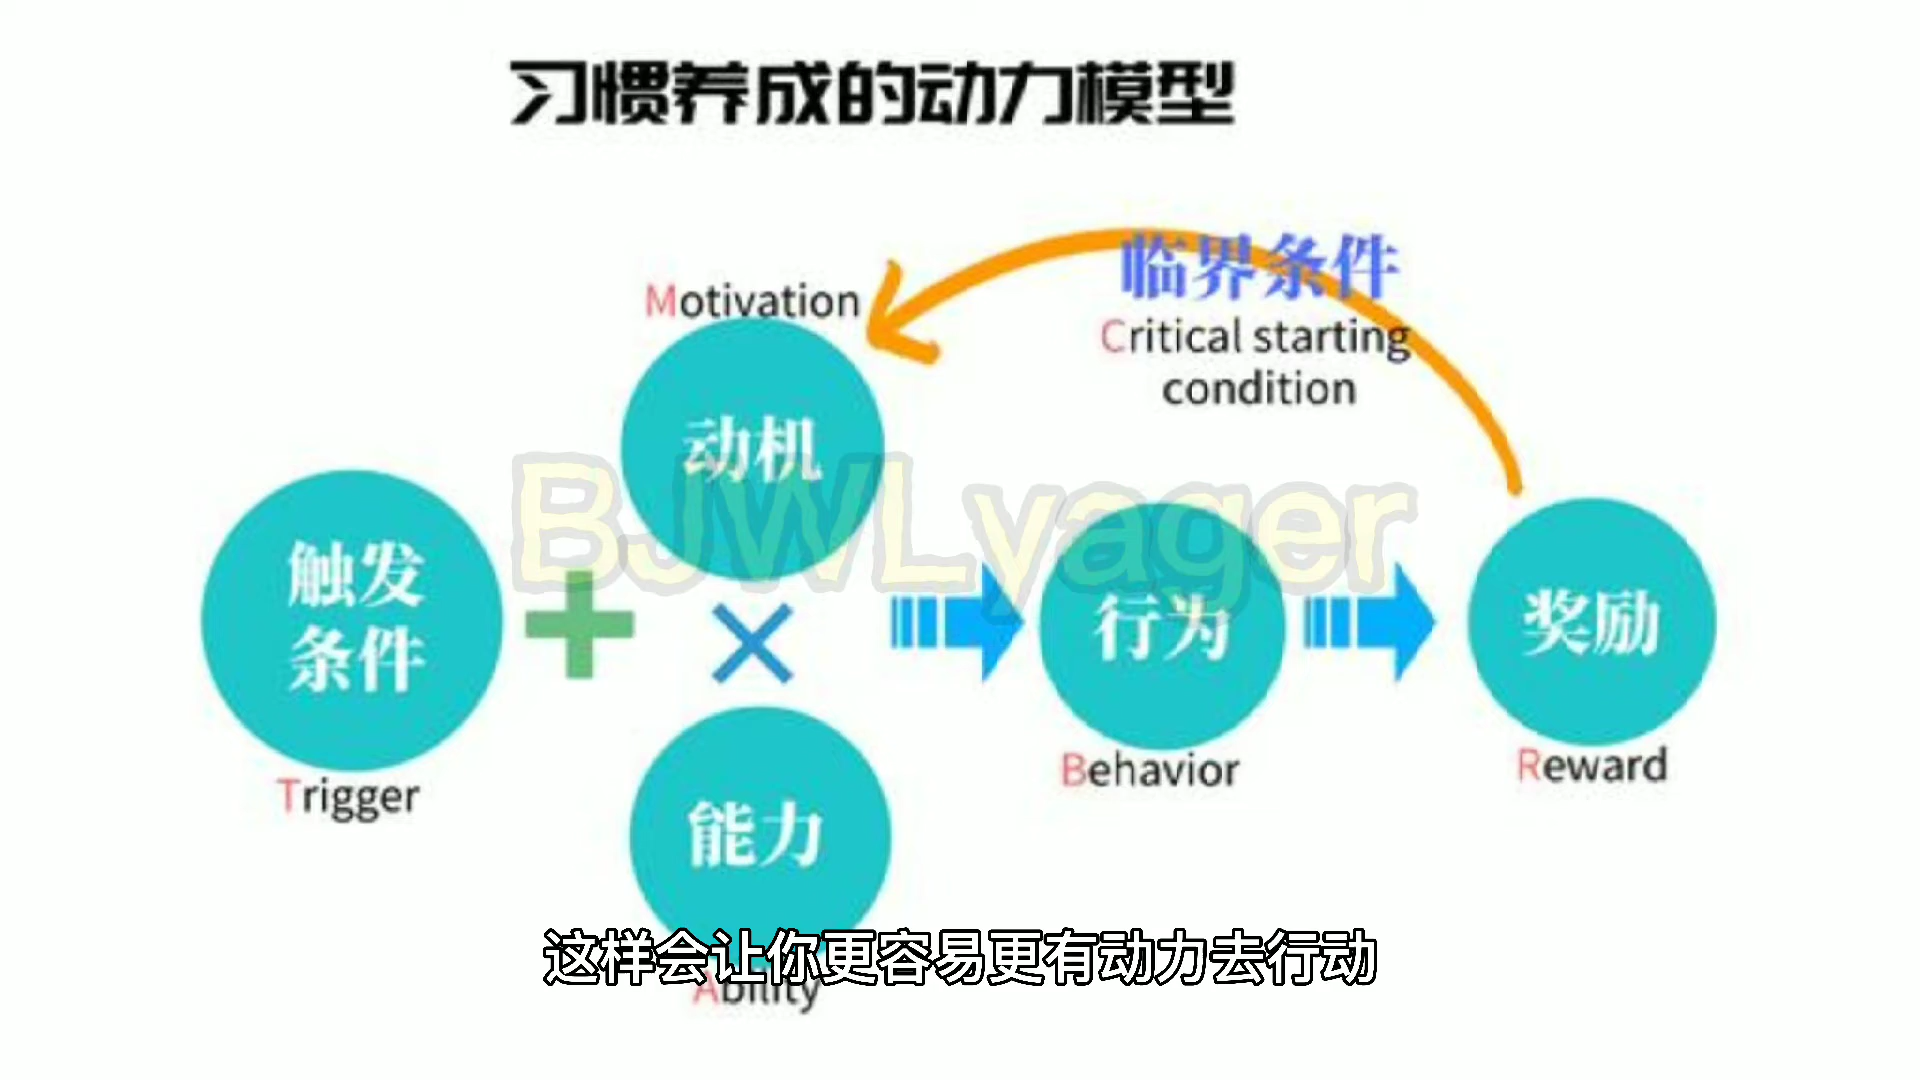 习惯养成的动力模型
临界条件
Critical starting
condition
Motivation
动机
触发
条件
Trigger
能力
Ability
行为
Behavior
奖励
Reward
BJWLyager
这样会让你更容易更有动力去行动